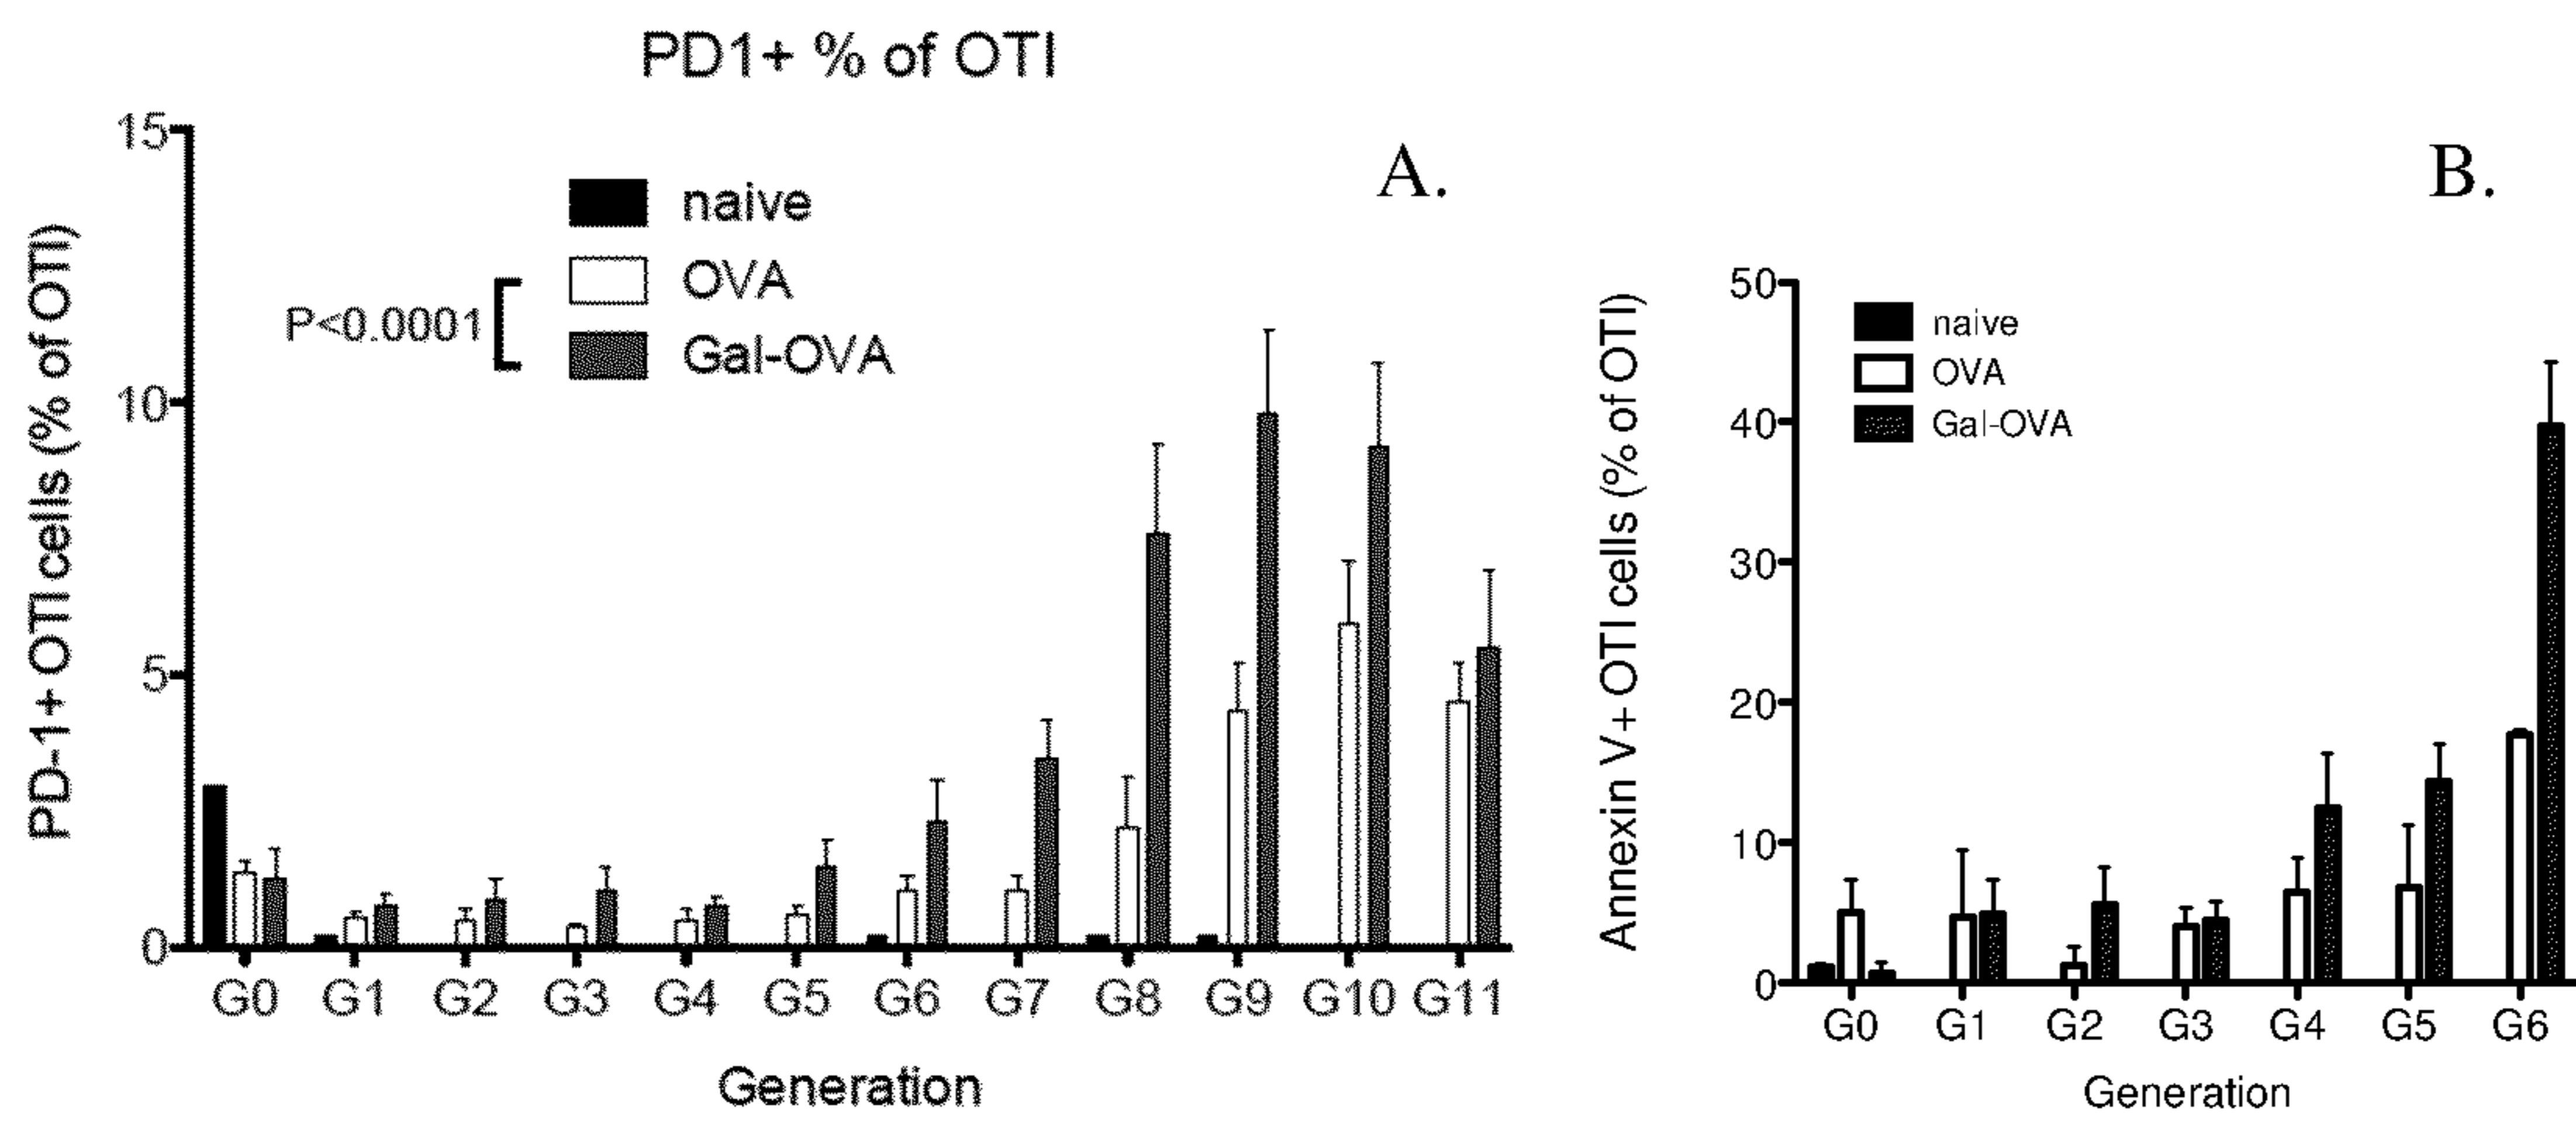 PD1+ % of OTI
A.
naive
OVA
Gal-OVA
P<0.0001
PD-1+ OTI cells (% of OTI)
15
10
5
0
G0 G1 G2 G3 G4 G5 G6 G7 G8 G9 G10 G11
Generation
B.
naive
OVA
Gal-OVA
Annexin V+ OTI cells (% of OTI)
50
40
30
20
10
0
G0 G1 G2 G3 G4 G5 G6
Generation